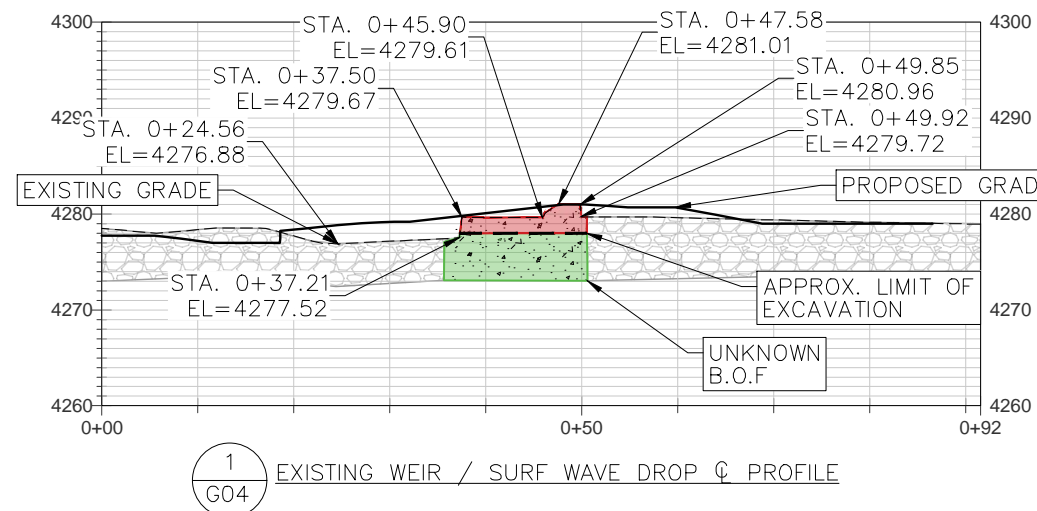 4300
4290
4280
4270
4260
4300
4290
4280
4270
4260
STA. 0+45.90
EL=4279.61
STA. 0+47.58
EL=4281.01
STA. 0+37.50
EL=4279.67
STA. 0+49.85
EL=4280.96
STA. 0+24.56
EL=4276.88
STA. 0+49.92
EL=4279.72
EXISTING GRADE
PROPOSED GRAD
STA. 0+37.21
EL=4277.52
APPROX. LIMIT OF
EXCAVATION
UNKNOWN
B.O.F
0+00
0+50
0+92
1
G04
EXISTING WEIR / SURF WAVE DROP ℄ PROFILE